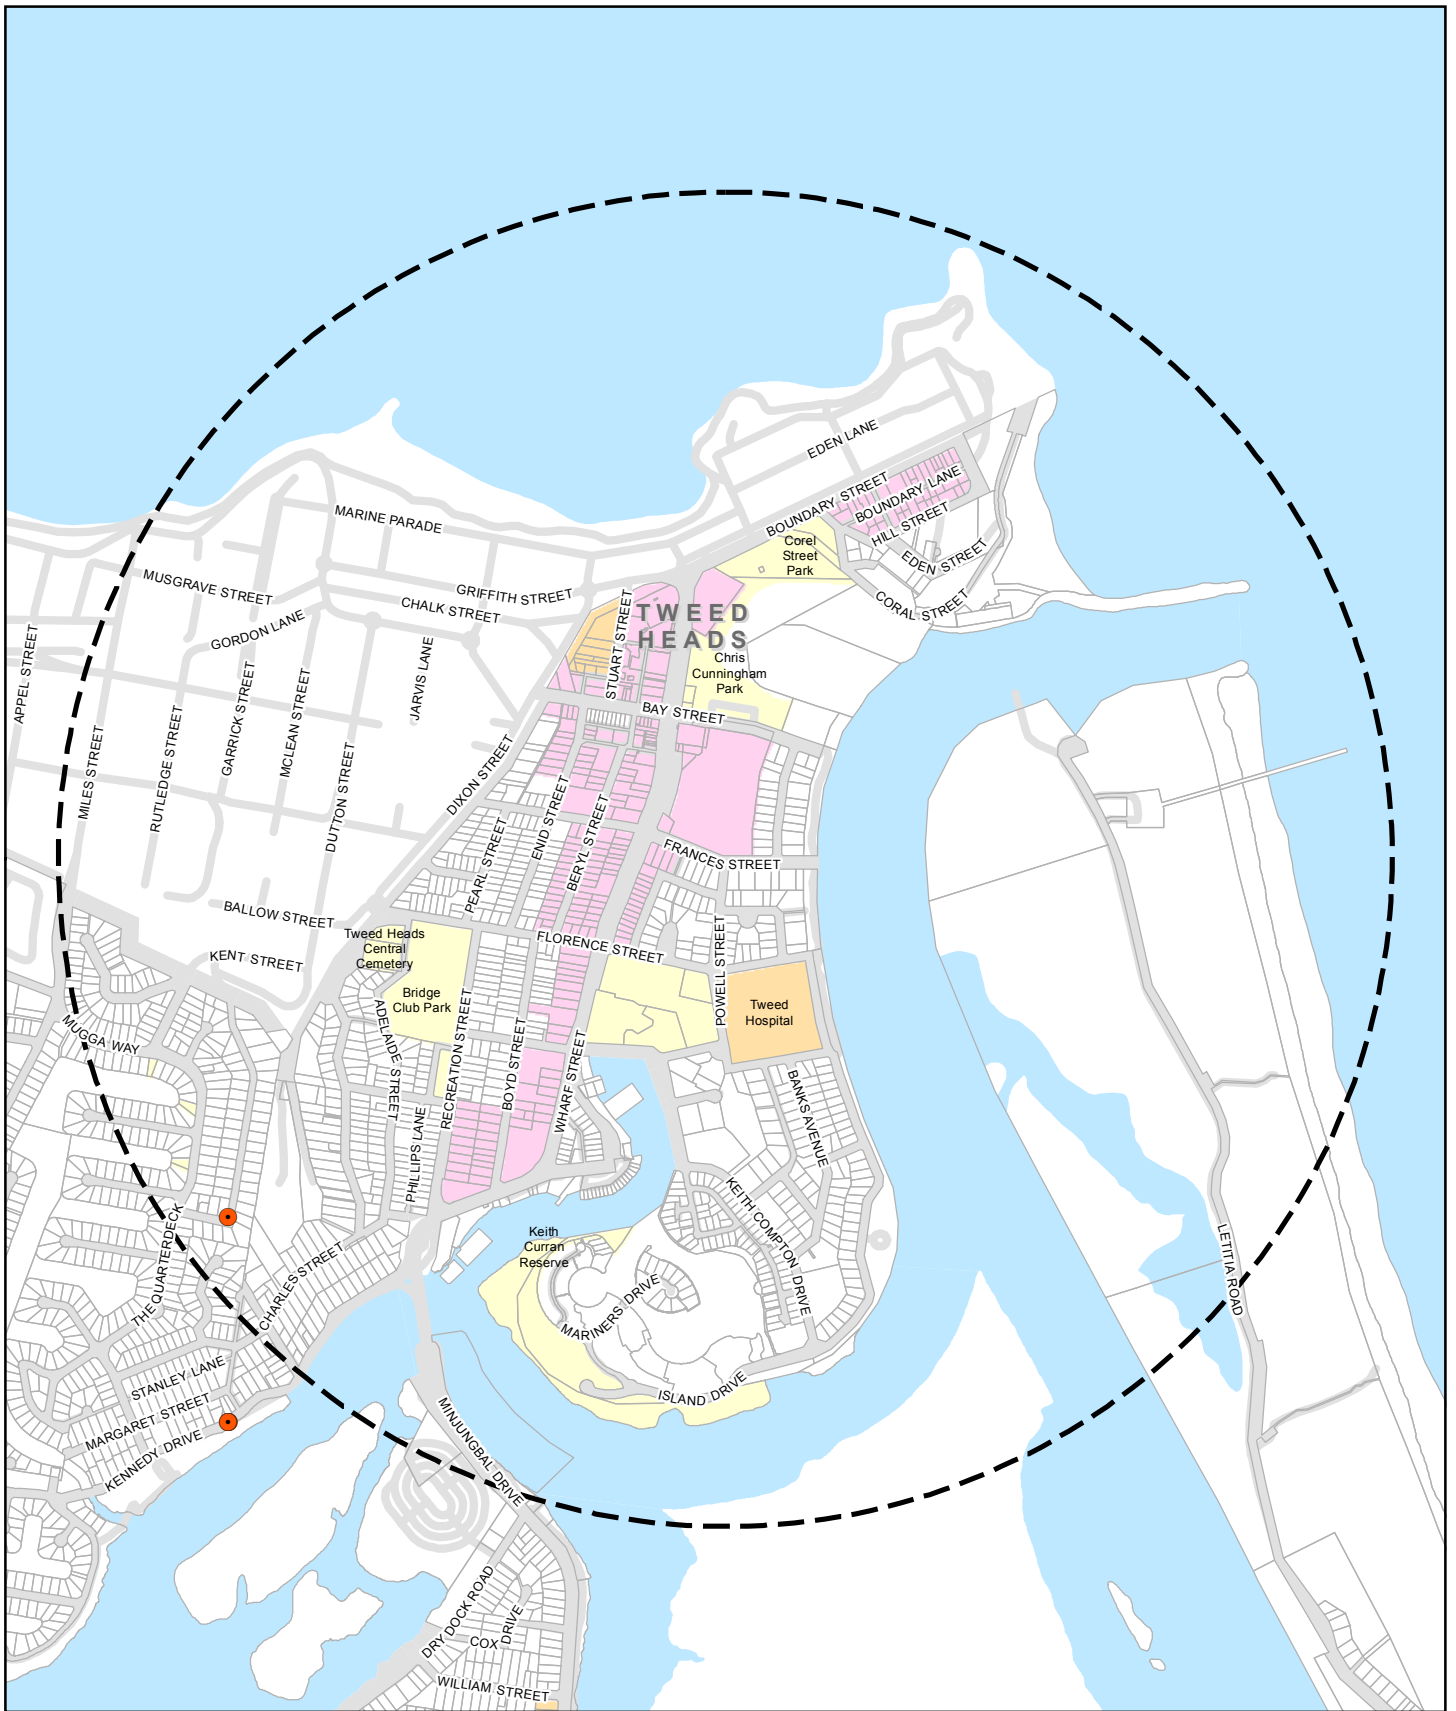 EDEN LANE
BOUNDARY STREET
BOUNDARY LANE
HILL STREET
MARINE PARADE
Corel
Street
Park
EDEN STREET
MUSGRAVE STREET
GRIFFITH STREET
CHALK STREET
CORAL STREET
GORDON LANE
STUART STREET
TWEED
HEADS
APPEL STREET
JARVIS LANE
Chris
Cunningham
Park
GARRICK STREET
MCLEAN STREET
BAY STREET
MILES STREET
RUTLEDGE STREET
DUTTON STREET
DIXON STREET
ENID STREET
BERYL STREET
PEARL STREET
FRANCES STREET
BALLOW STREET
Tweed Heads
Central
Cemetery
FLORENCE STREET
POWELL STREET
KENT STREET
Bridge
Club Park
Tweed
Hospital
MUGGA WAY
ADELAIDE STREET
RECREATION STREET
BOYD STREET
WHARF STREET
BANKS AVENUE
PHILLIPS LANE
KEITH COMPTON DRIVE
THE QUARTERDECK
Keith
Curran
Reserve
CHARLES STREET
MARINERS DRIVE
LETITIA ROAD
STANLEY LANE
ISLAND DRIVE
MARGARET STREET
KENNEDY DRIVE
MINJUNGBAL DRIVE
DRY DOCK ROAD
COX DRIVE
WILLIAM STREET